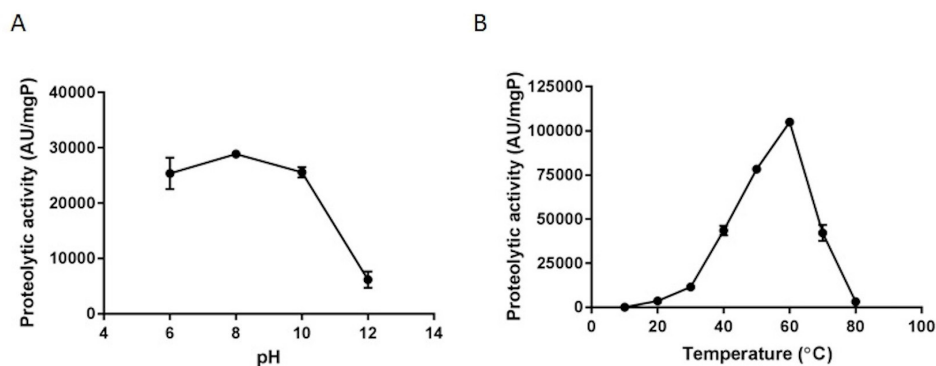 A
Proteolytic activity (AU/mgP)
40000
30000
20000
10000
0
4 6 8 10 12 14
pH
B
Proteolytic activity (AU/mgP)
125000
100000
75000
50000
25000
0
0 20 40 60 80 100
Temperature (°C)